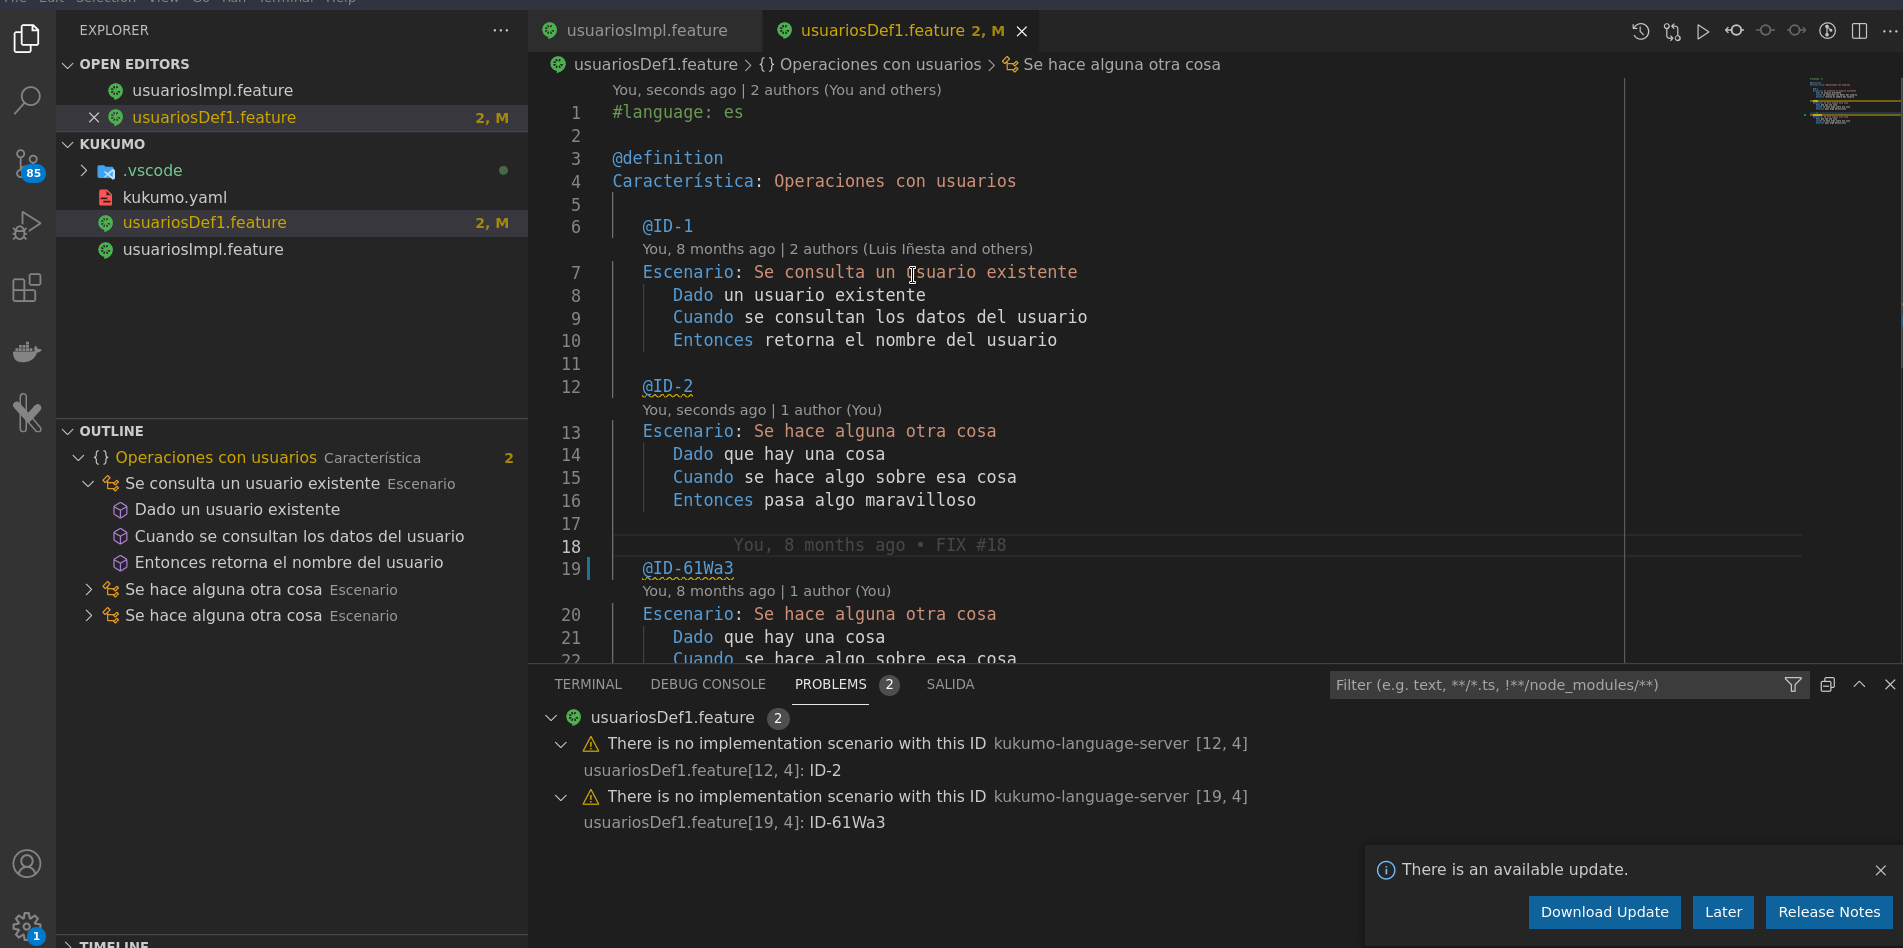 File Edit Selection View Go Run Terminal Help
EXPLORER
OPEN EDITORS
usuariosImpl.feature
usuariosDef1.feature 2, M
KUKUMO
.vscode
kukumo.yaml
usuariosDef1.feature 2, M
usuariosImpl.feature
85
OUTLINE
Operaciones con usuarios Característica 2
Se consulta un usuario existente Escenario
Dado un usuario existente
Cuando se consultan los datos del usuario
Entonces retorna el nombre del usuario
Se hace alguna otra cosa Escenario
Se hace alguna otra cosa Escenario
1
TIMELINE
usuariosImpl.feature
usuariosDef1.feature 2, M
usuariosDef1.feature > {} Operaciones con usuarios > Se hace alguna otra cosa
You, seconds ago | 2 authors (You and others)
1 #language: es
2
3 @definition
4 Característica: Operaciones con usuarios
5
6 @ID-1
You, 8 months ago | 2 authors (Luis Iñesta and others)
7 Escenario: Se consulta un usuario existente
8 Dado un usuario existente
9 Cuando se consultan los datos del usuario
10 Entonces retorna el nombre del usuario
11
12 @ID-2
You, seconds ago | 1 author (You)
13 Escenario: Se hace alguna otra cosa
14 Dado que hay una cosa
15 Cuando se hace algo sobre esa cosa
16 Entonces pasa algo maravilloso
17
18 You, 8 months ago • FIX #18
19 @ID-61Wa3
You, 8 months ago | 1 author (You)
20 Escenario: Se hace alguna otra cosa
21 Dado que hay una cosa
22 Cuando se hace algo sobre esa cosa
TERMINAL DEBUG CONSOLE PROBLEMS 2 SALIDA
Filter (e.g. text, **/*.ts, !**/node_modules/**)
usuariosDef1.feature 2
There is no implementation scenario with this ID kukumo-language-server [12, 4]
usuariosDef1.feature[12, 4]: ID-2
There is no implementation scenario with this ID kukumo-language-server [19, 4]
usuariosDef1.feature[19, 4]: ID-61Wa3
There is an available update.
Download Update Later Release Notes